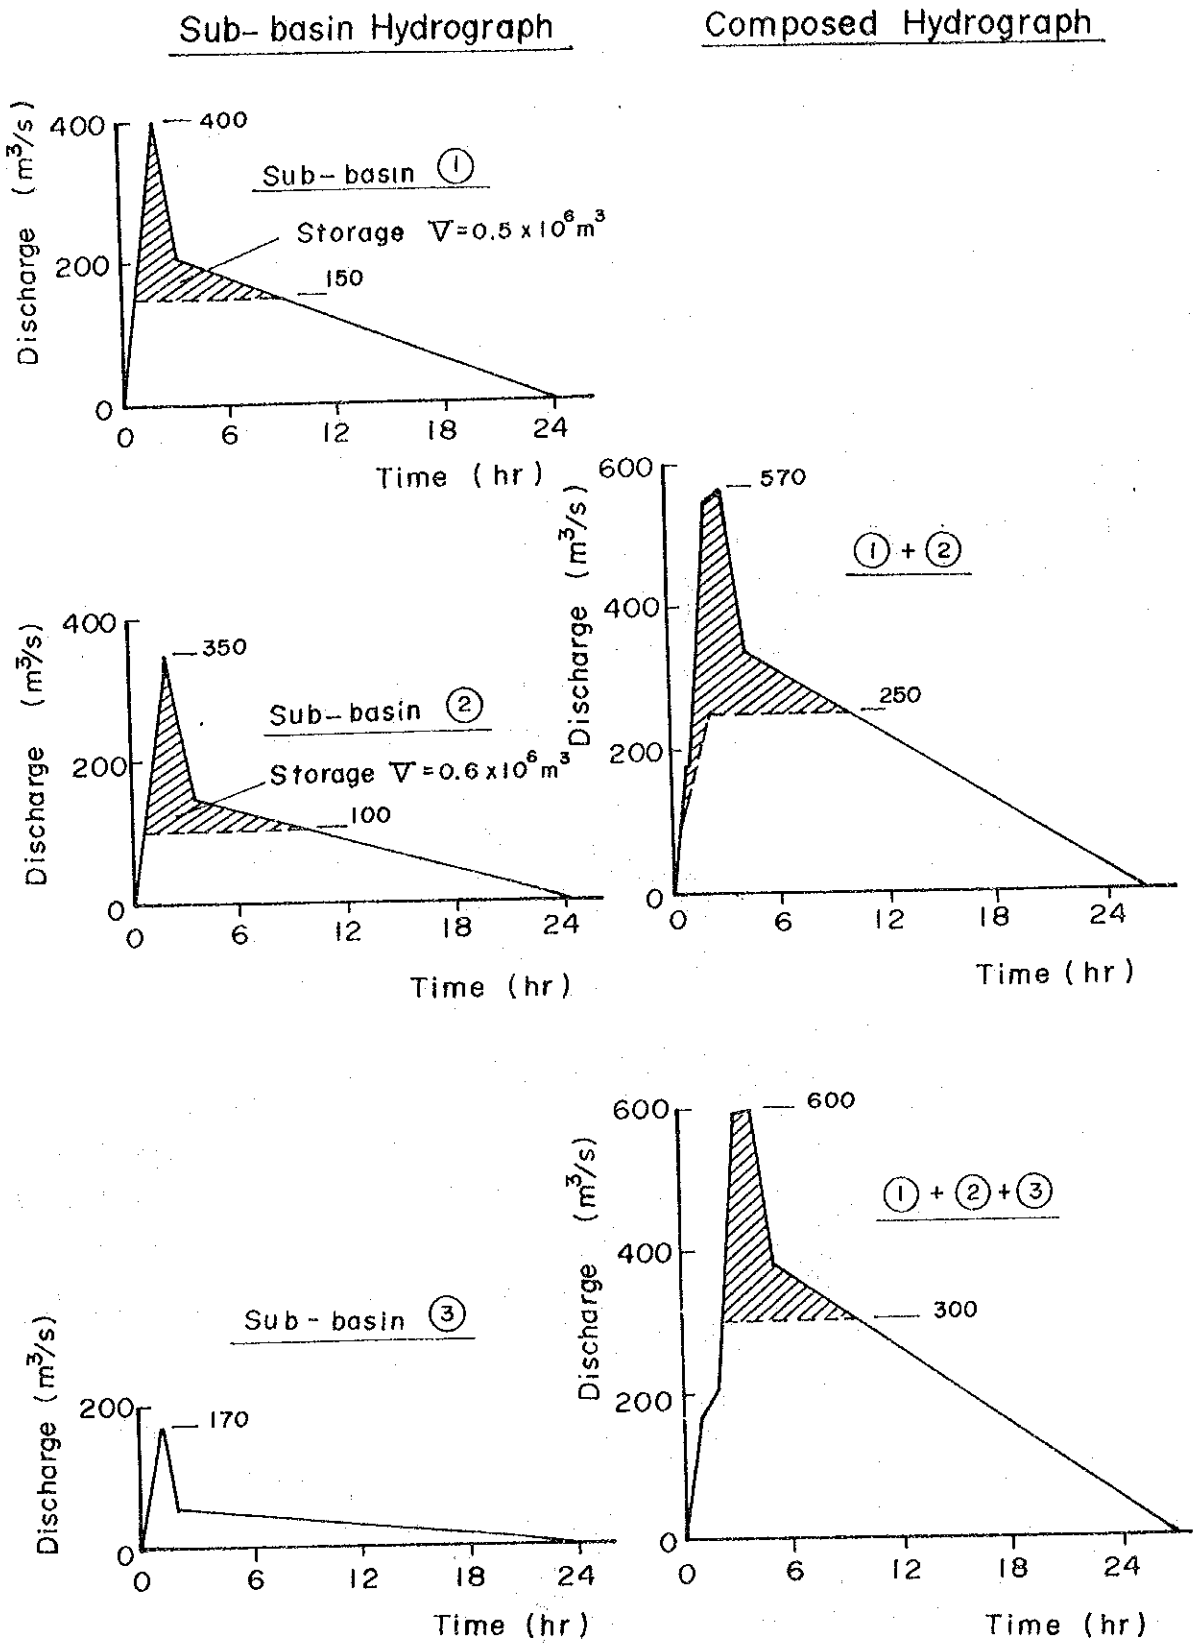 Sub-basin Hydrograph
Composed Hydrograph
Discharge (m³/s)
400
200
0
400
Sub-basin ①
Storage V=0.5 x 10⁶m³
150
0 6 12 18 24
Time (hr)
Discharge (m³/s)
600
400
200
0
570
① + ②
250
0 6 12 18 24
Time (hr)
Discharge (m³/s)
400
200
0
350
Sub-basin ②
Storage V=0.6 x 10⁶m³
100
0 6 12 18 24
Time (hr)
Discharge (m³/s)
600
400
200
0
600
① + ② + ③
300
0 6 12 18 24
Time (hr)
Discharge (m³/s)
200
0
170
Sub-basin ③
0 6 12 18 24
Time (hr)